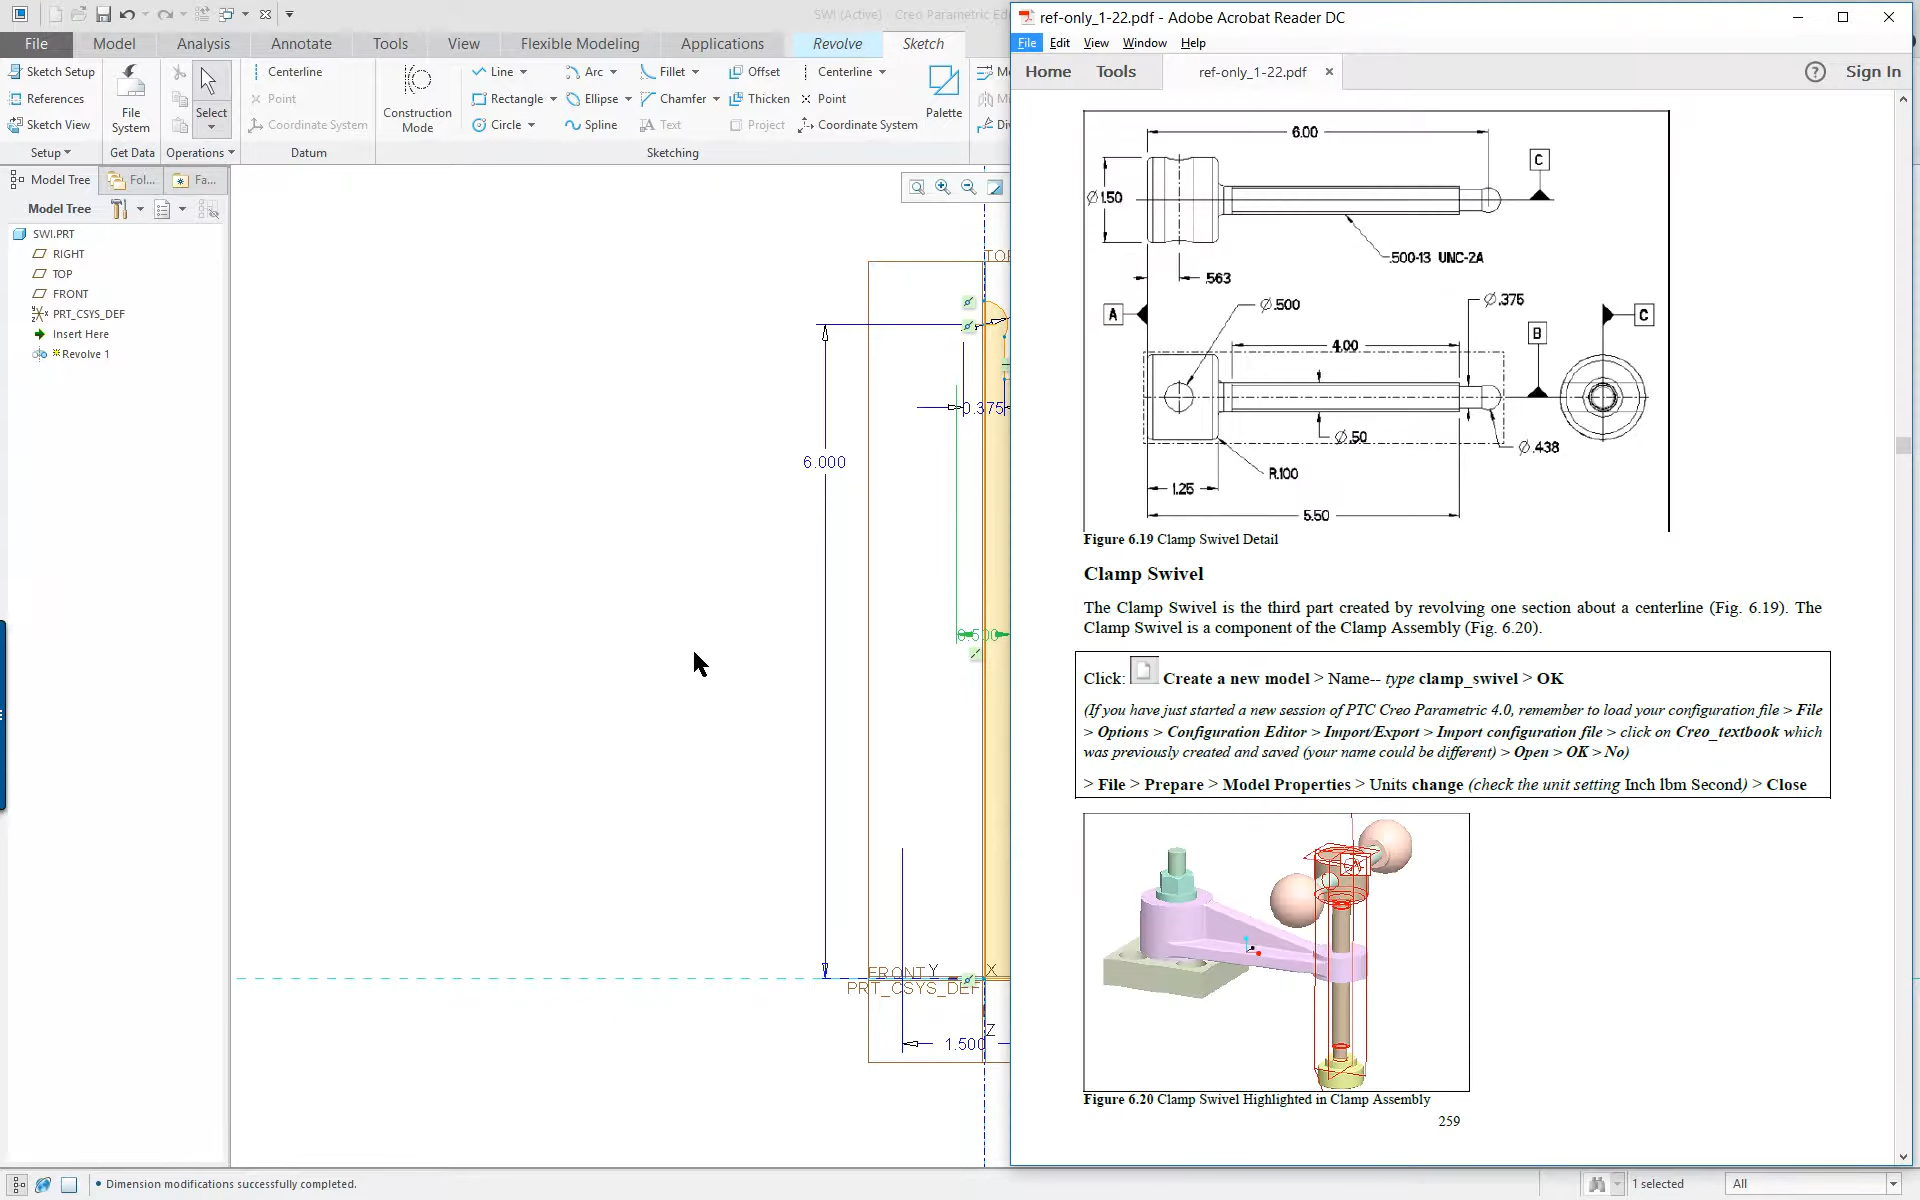 SWI (Active) - Creo Parametric Ed
File
Model
Analysis
Annotate
Tools
View
Flexible Modeling
Applications
Revolve
Sketch
Sketch Setup
References
Sketch View
Setup
File System
Get Data
Select
Operations
Centerline
Point
Coordinate System
Datum
Construction Mode
Line
Arc
Fillet
Offset
Centerline
Rectangle
Ellipse
Chamfer
Thicken
Point
Circle
Spline
Text
Project
Coordinate System
Palette
Sketching
Mo
Mi
Div
Model Tree
Fol...
Fa...
Model Tree
SWI.PRT
RIGHT
TOP
FRONT
PRT_CSYS_DEF
Insert Here
Revolve 1
TOP
0.375
6.000
0.500
FRONT
Y
X
PRT_CSYS_DEF
Z
1.500
Dimension modifications successfully completed.
1 selected
All
ref-only_1-22.pdf - Adobe Acrobat Reader DC
File Edit View Window Help
Home
Tools
ref-only_1-22.pdf
Sign In
6.00
C
Ø1.50
.500-13 UNC-2A
.563
Ø.500
Ø.375
A
B
C
4.00
Ø.50
Ø.438
R.100
1.25
5.50
Figure 6.19 Clamp Swivel Detail
Clamp Swivel
The Clamp Swivel is the third part created by revolving one section about a centerline (Fig. 6.19). The
Clamp Swivel is a component of the Clamp Assembly (Fig. 6.20).
Click: Create a new model > Name-- type clamp_swivel > OK
(If you have just started a new session of PTC Creo Parametric 4.0, remember to load your configuration file > File
> Options > Configuration Editor > Import/Export > Import configuration file > click on Creo_textbook which
was previously created and saved (your name could be different) > Open > OK > No)
> File > Prepare > Model Properties > Units change (check the unit setting Inch lbm Second) > Close
Figure 6.20 Clamp Swivel Highlighted in Clamp Assembly
259